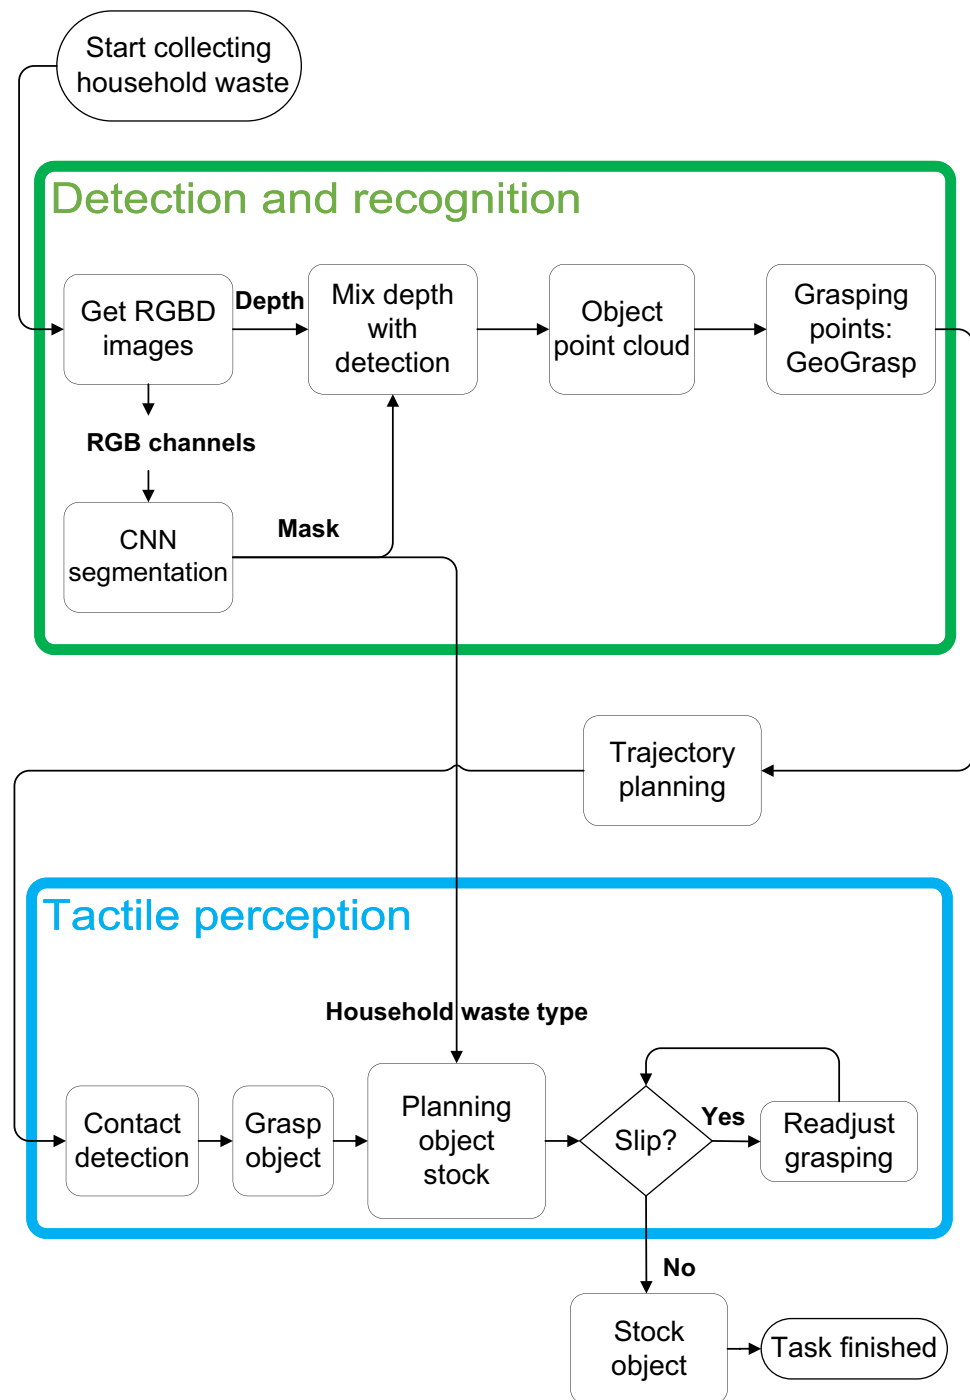 Start collecting
household waste
Detection and recognition
Get RGBD
images
Depth
Mix depth
with
detection
Object
point cloud
Grasping
points:
GeoGrasp
RGB channels
CNN
segmentation
Mask
Trajectory
planning
Tactile perception
Household waste type
Contact
detection
Grasp
object
Planning
object
stock
Slip?
Yes
Readjust
grasping
No
Stock
object
Task finished